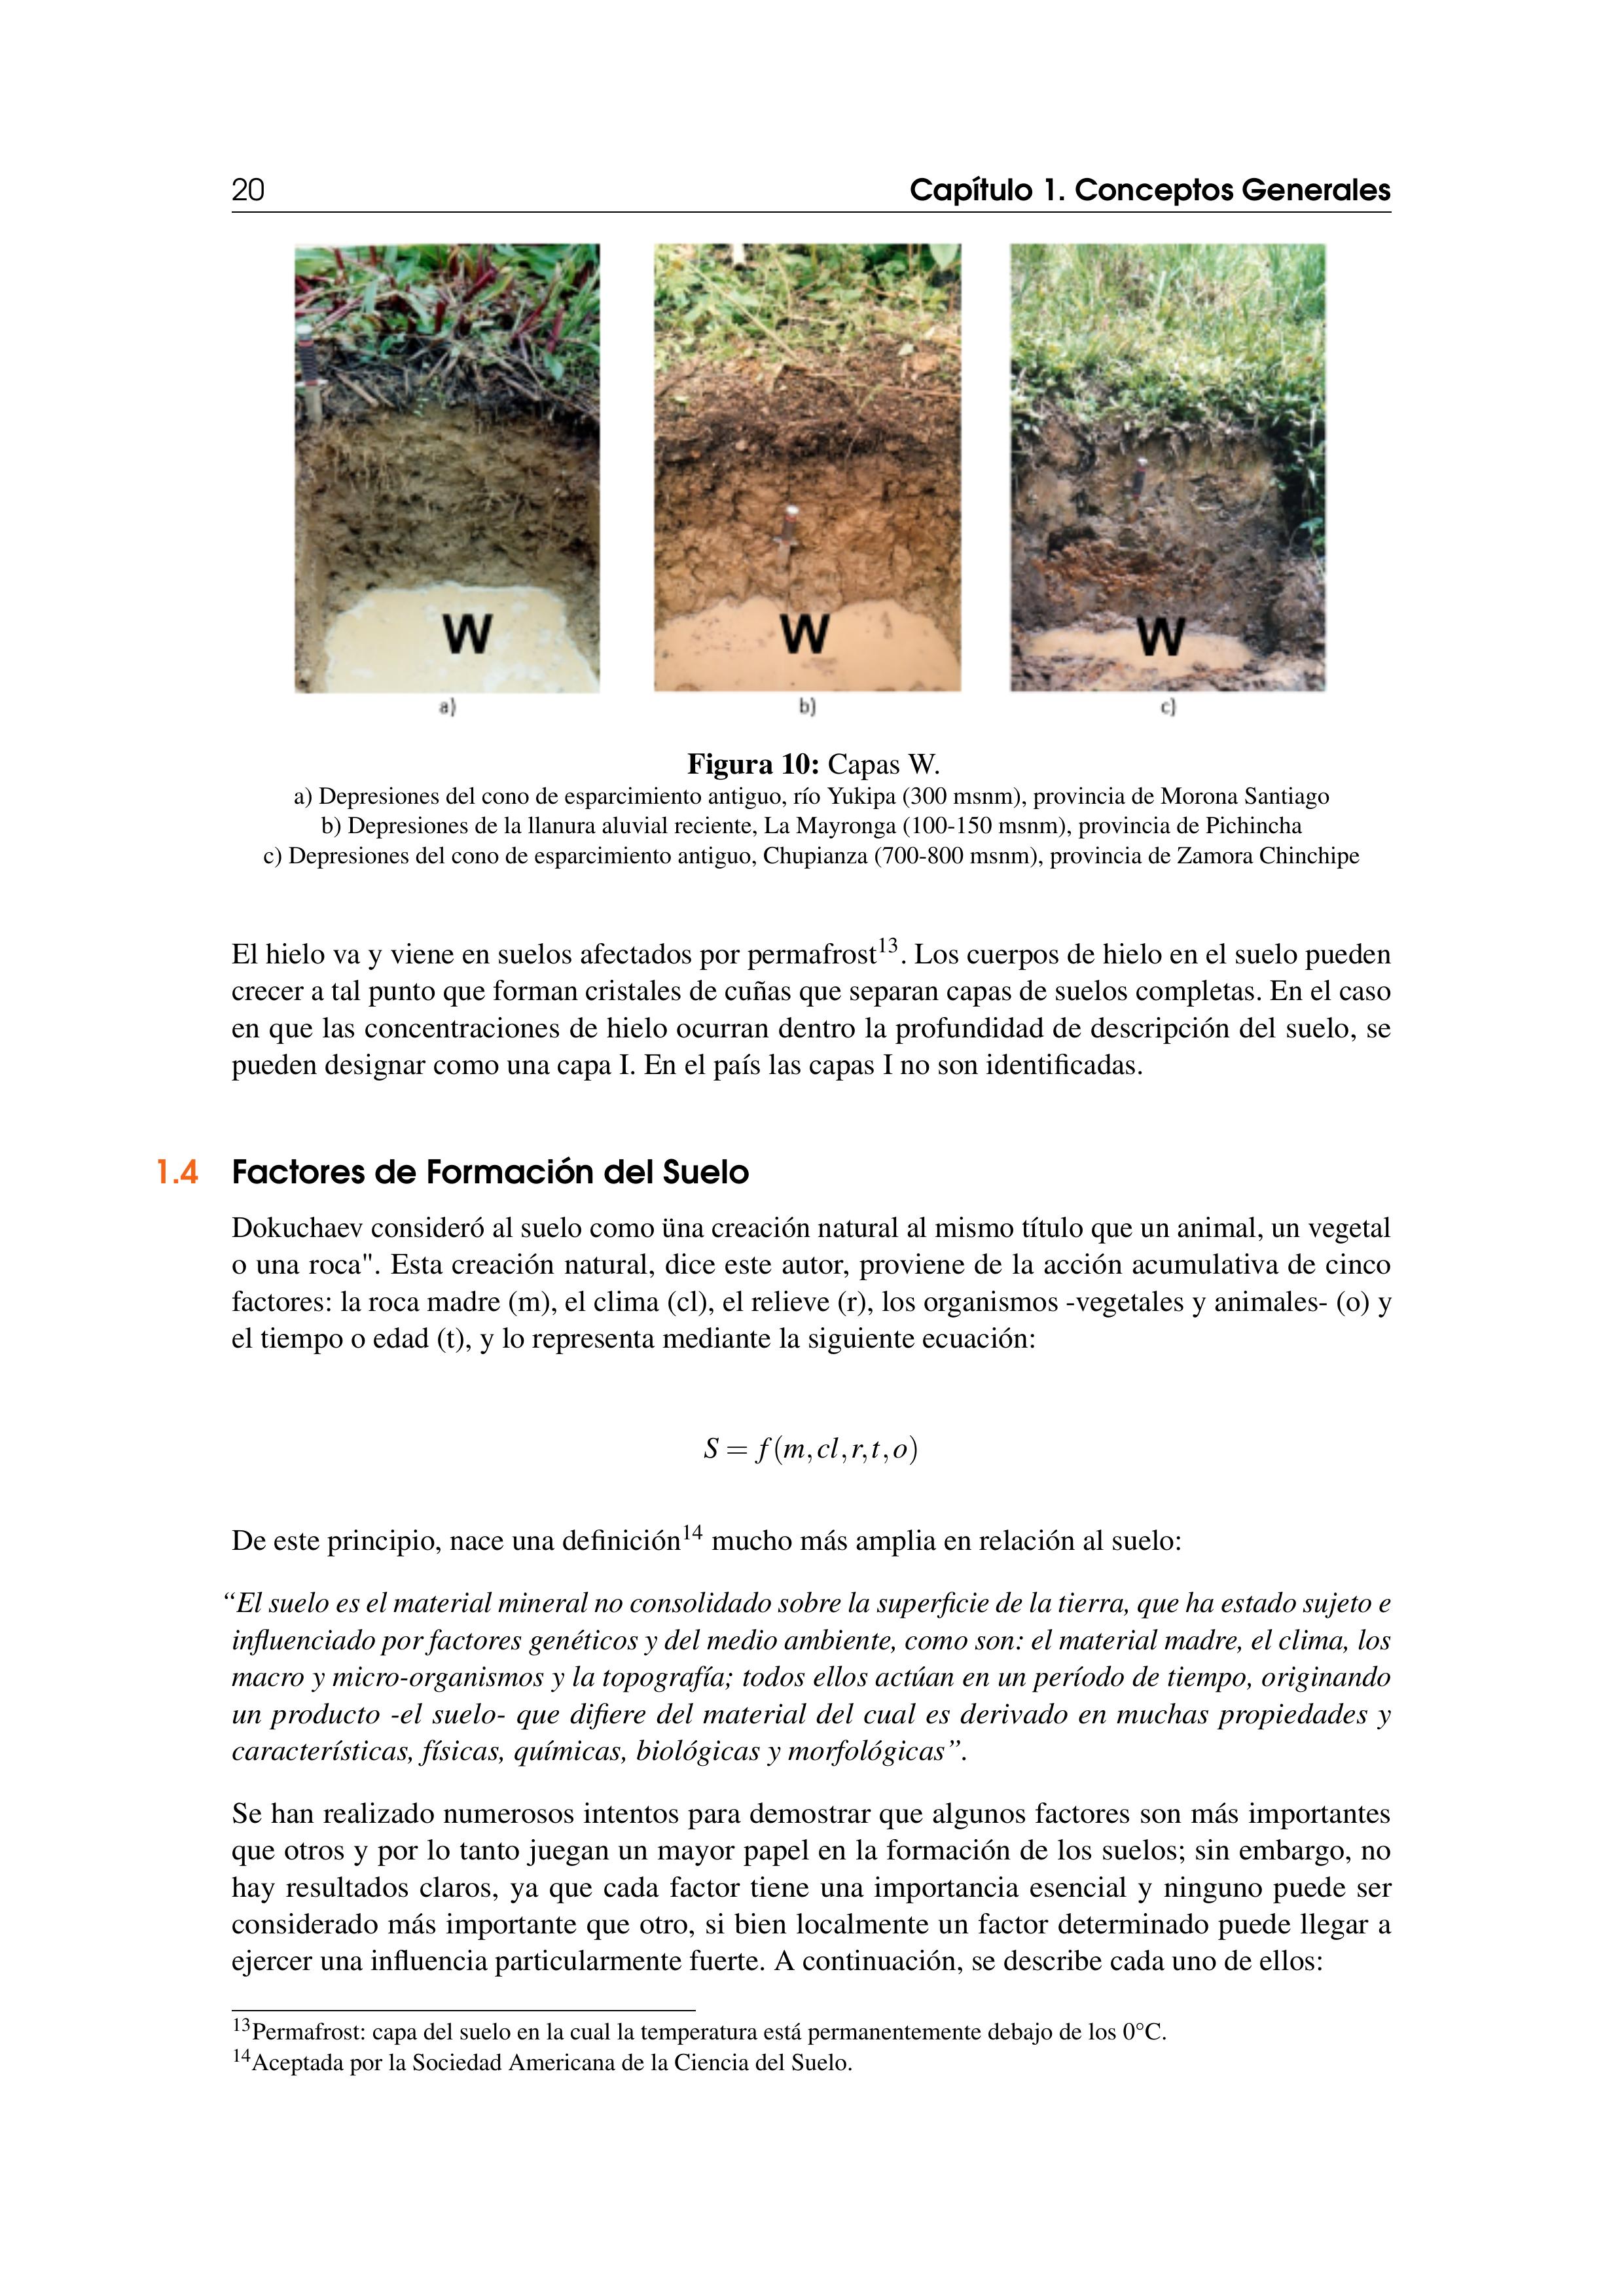 20
Capítulo 1. Conceptos Generales
W
W
W
a)
b)
c)
Figura 10: Capas W.
a) Depresiones del cono de esparcimiento antiguo, río Yukipa (300 msnm), provincia de Morona Santiago
b) Depresiones de la llanura aluvial reciente, La Mayronga (100-150 msnm), provincia de Pichincha
c) Depresiones del cono de esparcimiento antiguo, Chupianza (700-800 msnm), provincia de Zamora Chinchipe
El hielo va y viene en suelos afectados por permafrost13. Los cuerpos de hielo en el suelo pueden
crecer a tal punto que forman cristales de cuñas que separan capas de suelos completas. En el caso
en que las concentraciones de hielo ocurran dentro la profundidad de descripción del suelo, se
pueden designar como una capa I. En el país las capas I no son identificadas.
1.4 Factores de Formación del Suelo
Dokuchaev consideró al suelo como üna creación natural al mismo título que un animal, un vegetal
o una roca". Esta creación natural, dice este autor, proviene de la acción acumulativa de cinco
factores: la roca madre (m), el clima (cl), el relieve (r), los organismos -vegetales y animales- (o) y
el tiempo o edad (t), y lo representa mediante la siguiente ecuación:
S = f(m,cl,r,t,o)
De este principio, nace una definición14 mucho más amplia en relación al suelo:
“El suelo es el material mineral no consolidado sobre la superficie de la tierra, que ha estado sujeto e
influenciado por factores genéticos y del medio ambiente, como son: el material madre, el clima, los
macro y micro-organismos y la topografía; todos ellos actúan en un período de tiempo, originando
un producto -el suelo- que difiere del material del cual es derivado en muchas propiedades y
características, físicas, químicas, biológicas y morfológicas”.
Se han realizado numerosos intentos para demostrar que algunos factores son más importantes
que otros y por lo tanto juegan un mayor papel en la formación de los suelos; sin embargo, no
hay resultados claros, ya que cada factor tiene una importancia esencial y ninguno puede ser
considerado más importante que otro, si bien localmente un factor determinado puede llegar a
ejercer una influencia particularmente fuerte. A continuación, se describe cada uno de ellos:
13Permafrost: capa del suelo en la cual la temperatura está permanentemente debajo de los 0°C.
14Aceptada por la Sociedad Americana de la Ciencia del Suelo.